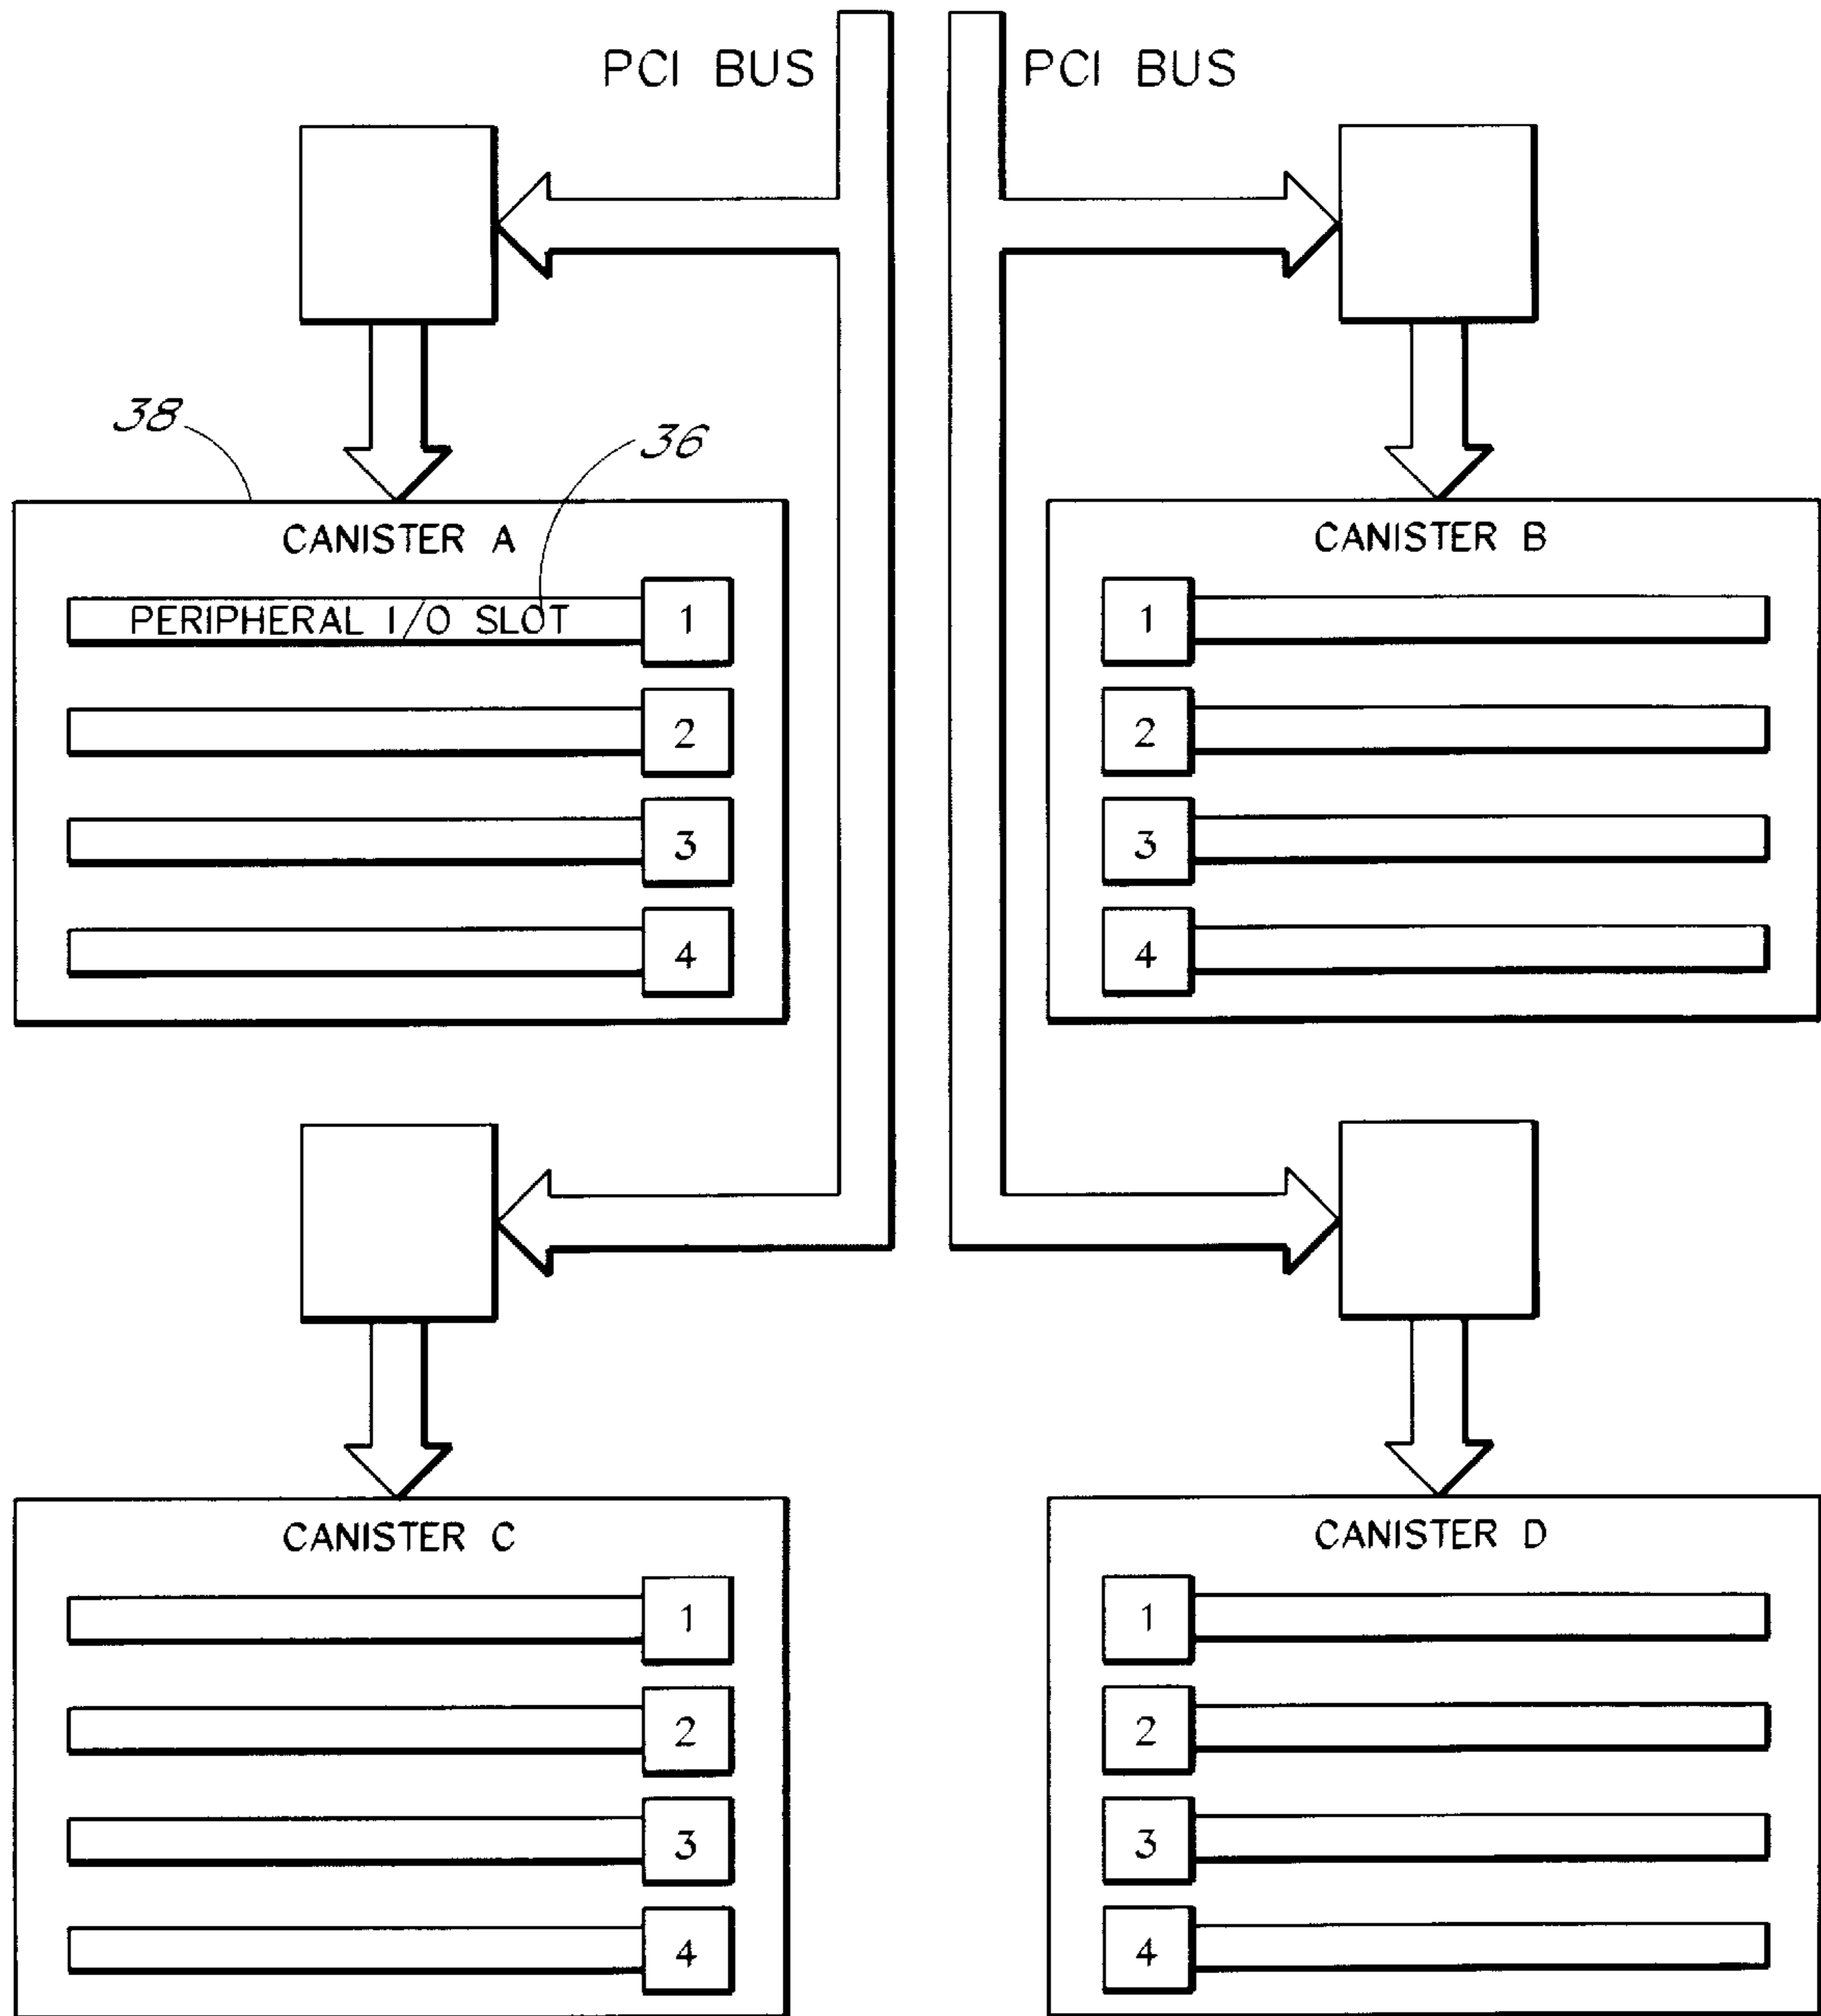 PCI BUS
PCI BUS
38
36
CANISTER A
PERIPHERAL I/O SLOT
1
2
3
4
CANISTER B
1
2
3
4
CANISTER C
1
2
3
4
CANISTER D
1
2
3
4